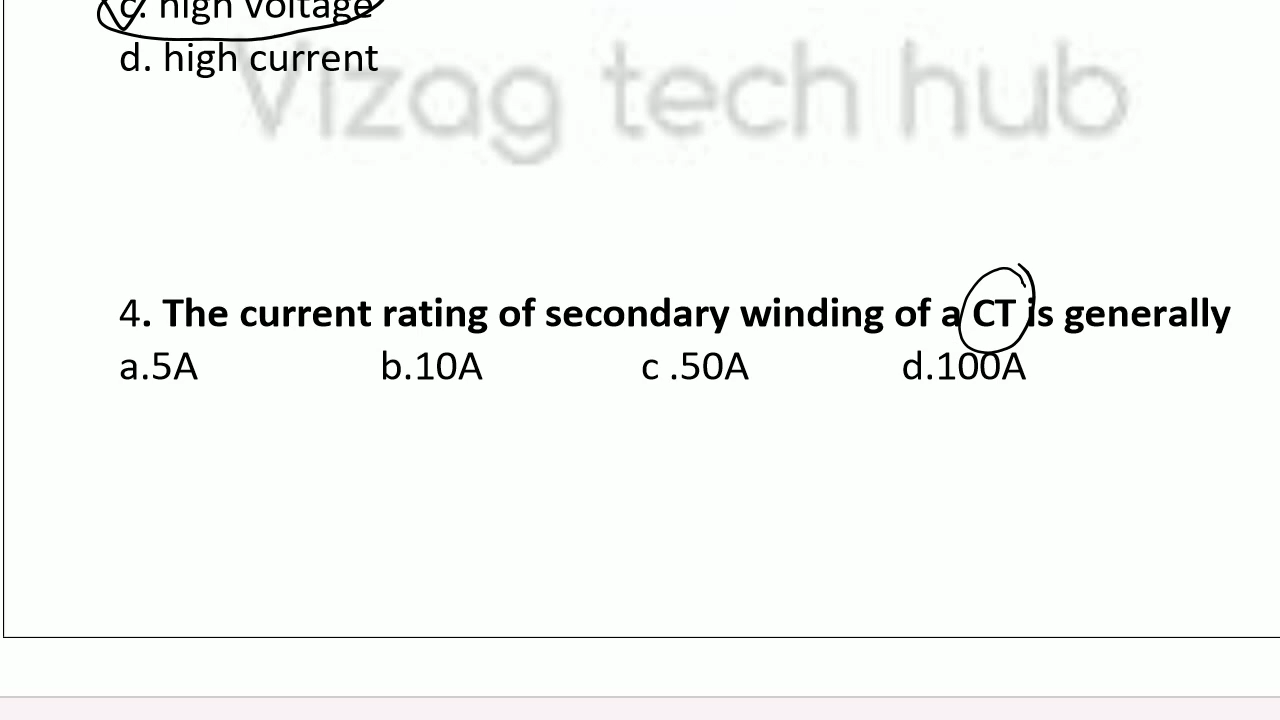 c. high voltage
d. high current
Vizag tech hub
4. The current rating of secondary winding of a CT is generally
a.5A b.10A c .50A d.100A